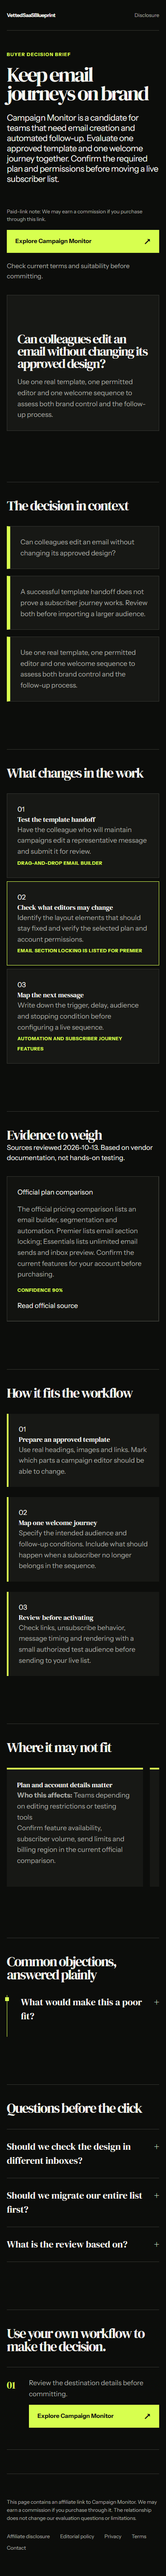 VettedSaaSBlueprint
Disclosure
BUYER DECISION BRIEF
Keep email
journeys on brand
Campaign Monitor is a candidate for
teams that need email creation and
automated follow-up. Evaluate one
approved template and one welcome
journey together. Confirm the required
plan and permissions before moving a live
subscriber list.
Paid-link note: We may earn a commission if you purchase
through this link.
Explore Campaign Monitor ↗
Check current terms and suitability before
committing.
Can colleagues edit an
email without changing its
approved design?
Use one real template, one permitted
editor and one welcome sequence to
assess both brand control and the follow-
up process.
The decision in context
Can colleagues edit an email without
changing its approved design?
A successful template handoff does not
prove a subscriber journey works. Review
both before importing a larger audience.
Use one real template, one permitted
editor and one welcome sequence to
assess both brand control and the
follow-up process.
What changes in the work
01
Test the template handoff
Have the colleague who will maintain
campaigns edit a representative message
and submit it for review.
DRAG-AND-DROP EMAIL BUILDER
02
Check what editors may change
Identify the layout elements that should
stay fixed and verify the selected plan and
account permissions.
EMAIL SECTION LOCKING IS LISTED FOR PREMIER
03
Map the next message
Write down the trigger, delay, audience
and stopping condition before
configuring a live sequence.
AUTOMATION AND SUBSCRIBER JOURNEY
FEATURES
Evidence to weigh
Sources reviewed 2026-10-13. Based on vendor
documentation, not hands-on testing.
Official plan comparison
The official pricing comparison lists an
email builder, segmentation and
automation. Premier lists email section
locking; Essentials lists unlimited email
sends and inbox preview. Confirm the
current features for your account before
purchasing.
CONFIDENCE 90%
Read official source
How it fits the workflow
01
Prepare an approved template
Use real headings, images and links. Mark
which parts a campaign editor should be
able to change.
02
Map one welcome journey
Specify the intended audience and
follow-up conditions. Include what should
happen when a subscriber no longer
belongs in the sequence.
03
Review before activating
Check links, unsubscribe behavior,
message timing and rendering with a
small authorized test audience before
sending to your live list.
Where it may not fit
Plan and account details matter
Who this affects: Teams depending
on editing restrictions or testing
tools
Confirm feature availability,
subscriber volume, send limits and
billing region in the current official
comparison.
Common objections,
answered plainly
What would make this a poor +
fit?
Questions before the click
Should we check the design in +
different inboxes?
Should we migrate our entire list +
first?
What is the review based on? +
Use your own workflow to
make the decision.
01
Review the destination details before
committing.
Explore Campaign Monitor ↗
This page contains an affiliate link to Campaign Monitor. We may
earn a commission if you purchase through it. The relationship
does not change our evaluation questions or limitations.
Affiliate disclosure Editorial policy Privacy Terms
Contact